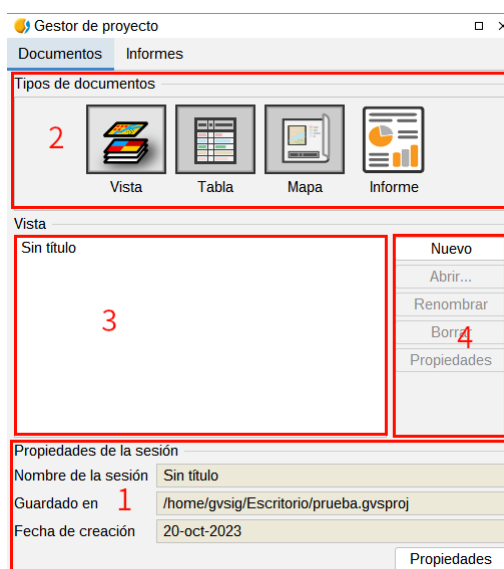 Gestor de proyecto
Documentos Informes
Tipos de documentos
2
Vista Tabla Mapa Informe
Vista
Sin título
Nuevo
Abrir...
Renombrar
3
Borrar
4
Propiedades
Propiedades de la sesión
Nombre de la sesión Sin título
Guardado en 1 /home/gvsig/Escritorio/prueba.gvsproj
Fecha de creación 20-oct-2023
Propiedades